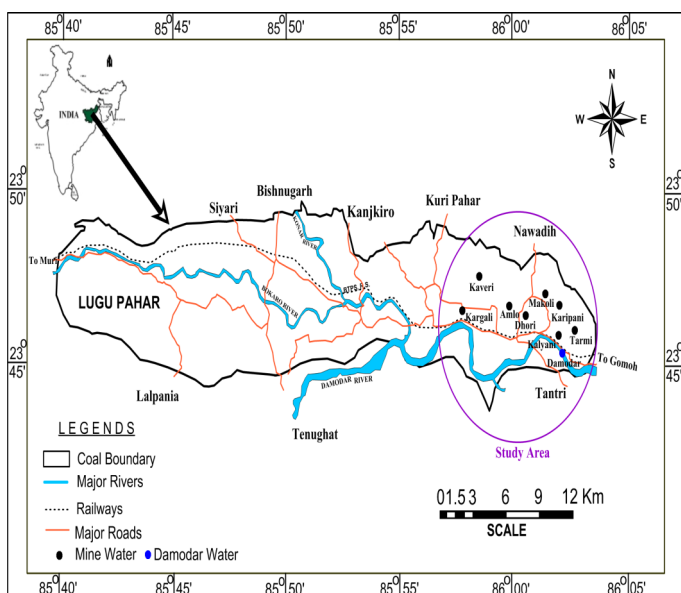 85°40' 85°45' 85°50' 85°55' 86°00' 86°05'
INDIA
N
W E
S
23°
50'
23°
50'
Bishnugarh
Siyari
Kanjkiro
Kuri Pahar
Nawadih
KONAR RIVER
To Muri
LUGU PAHAR
BOKARO RIVER
BTPS
Kaveri
Kargali
Amlo
Dhori
Makoli
Karipani
Tarmi
Kalyani
Damodar
To Gomoh
23°
45'
23°
45'
Lalpania
DAMODAR RIVER
Tenughat
Tantri
Study Area
LEGENDS
Coal Boundary
Major Rivers
Railways
Major Roads
Mine Water Damodar Water
01.5 3 6 9 12 Km
SCALE
85°40' 85°45' 85°50' 85°55' 86°00' 86°05'